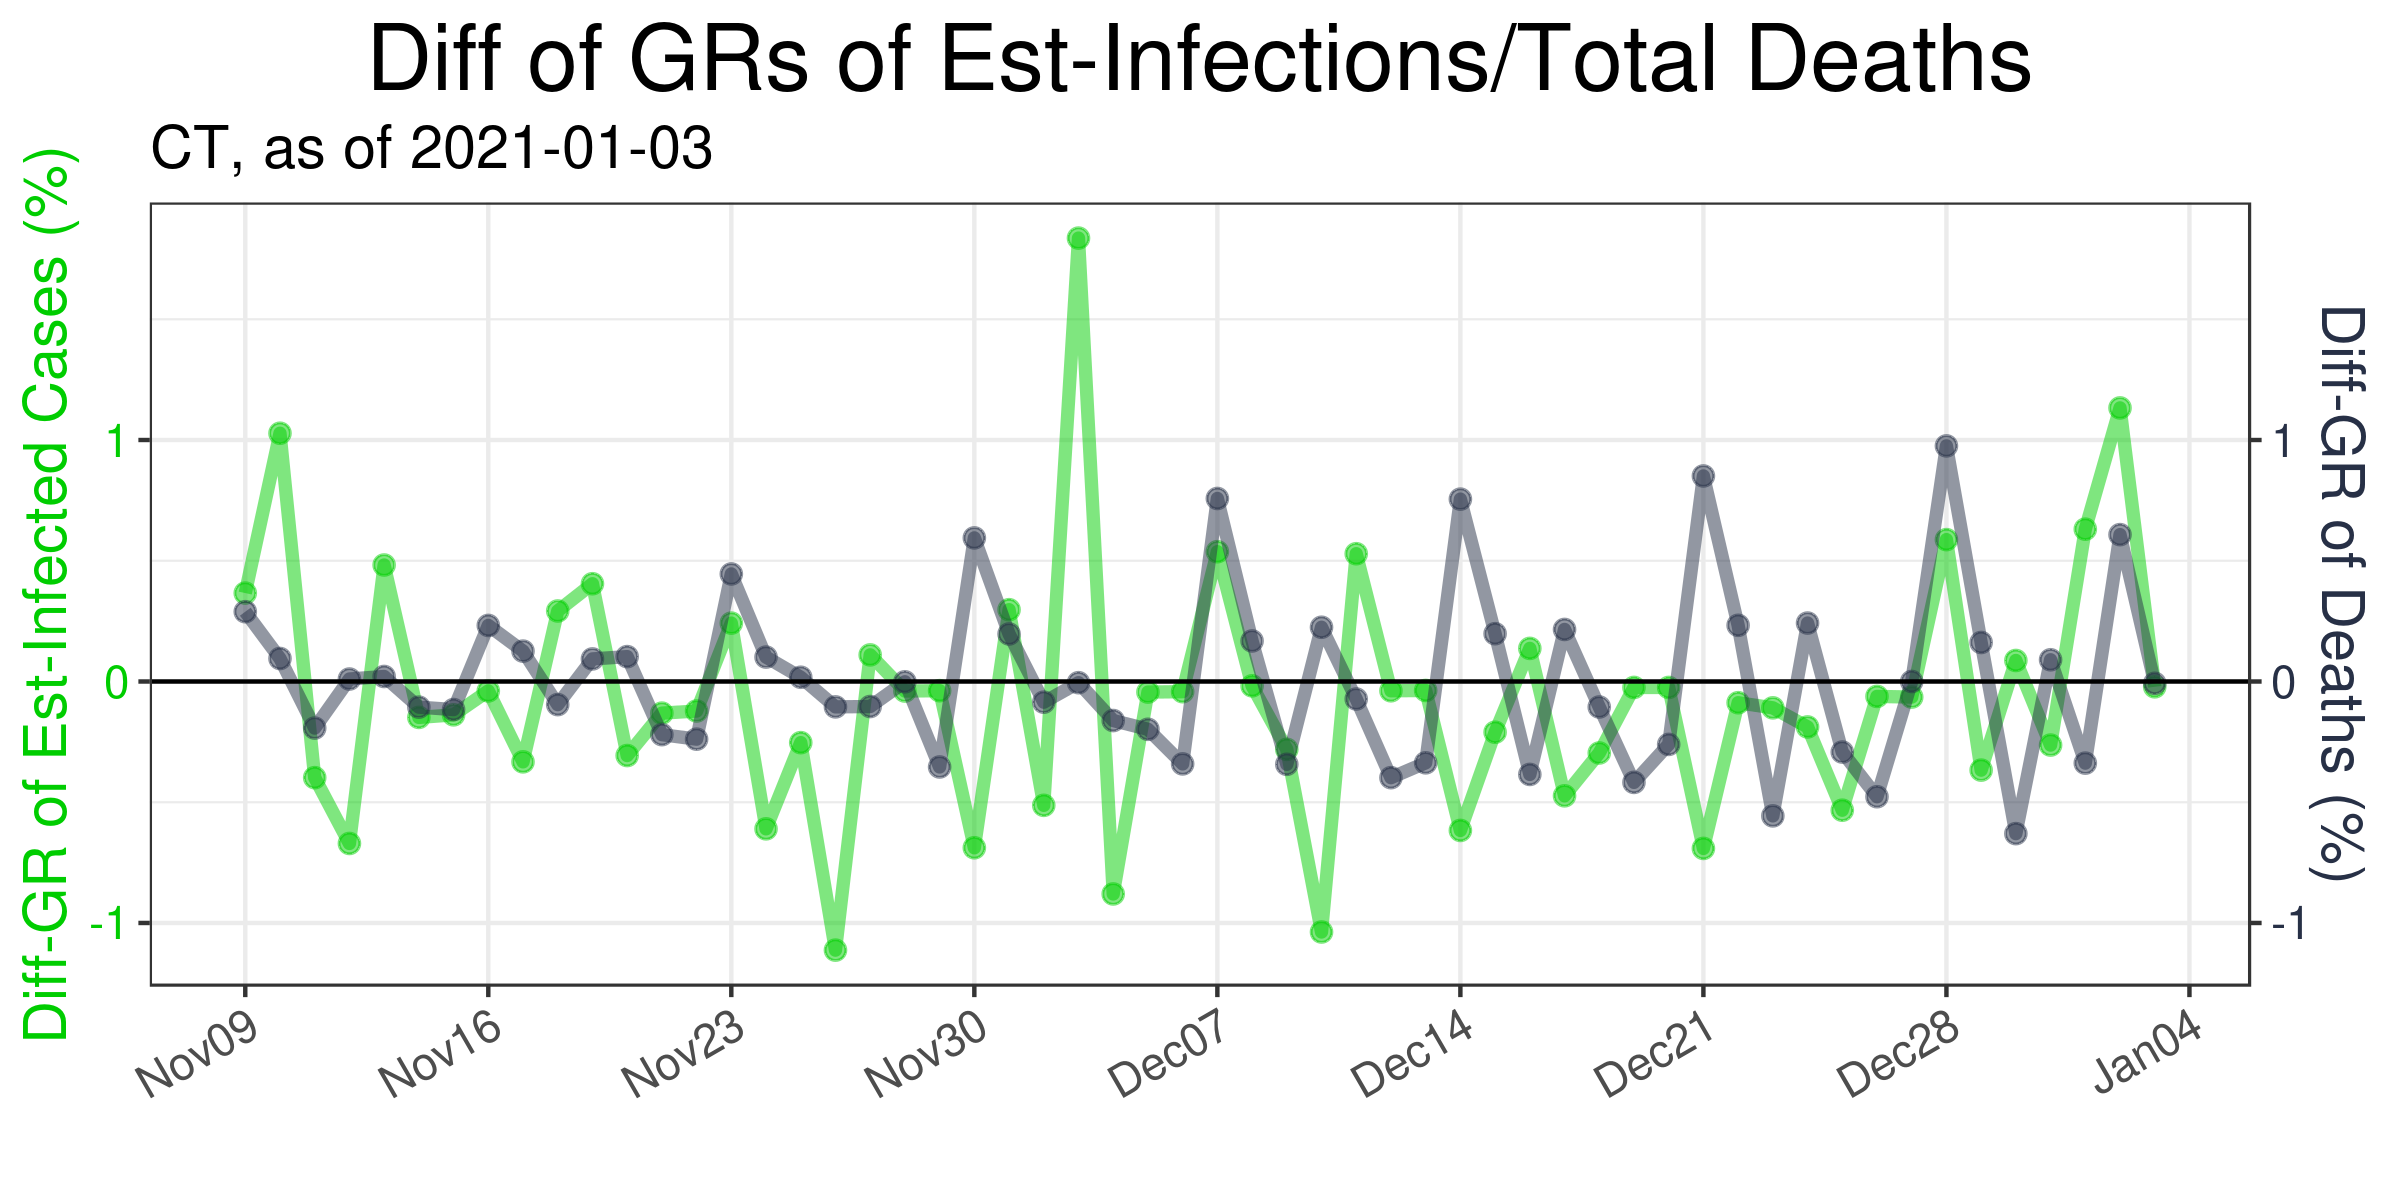 Diff of GRs of Est-Infections/Total Deaths
CT, as of 2021-01-03
Diff-GR of Est-Infected Cases (%)
1
0
-1
1
0
-1
Diff-GR of Deaths (%)
Nov09
Nov16
Nov23
Nov30
Dec07
Dec14
Dec21
Dec28
Jan04